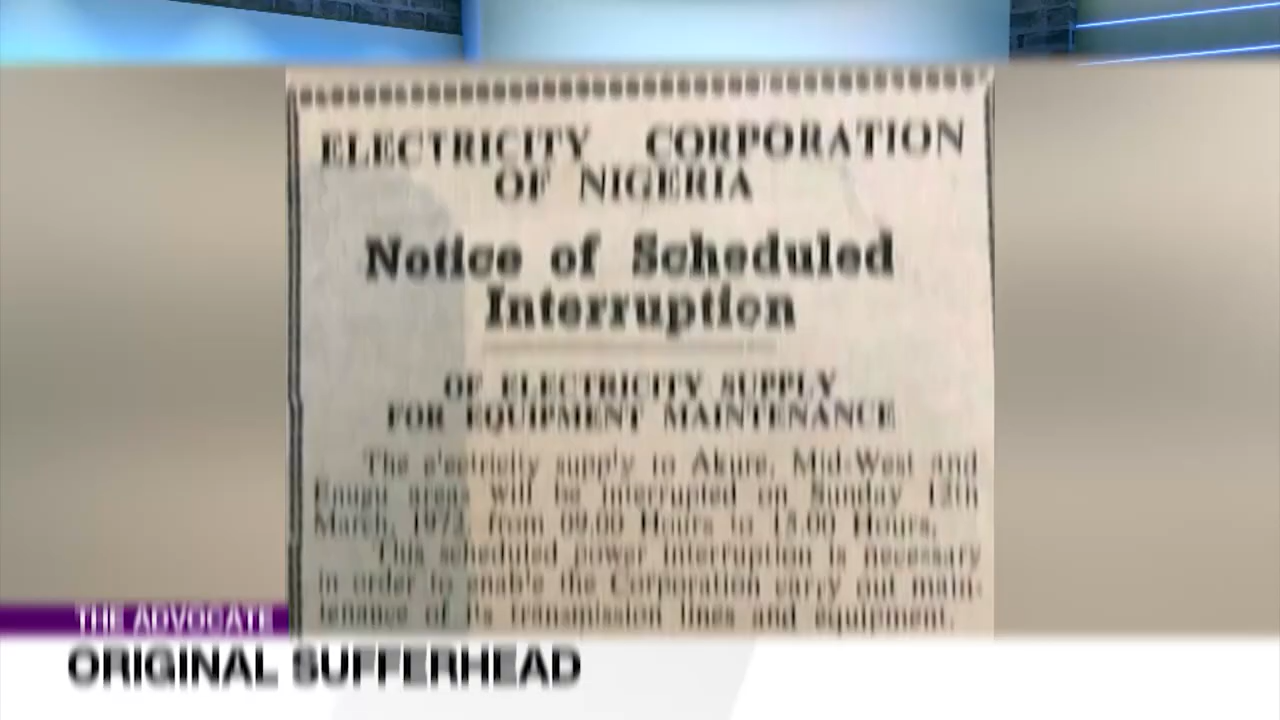 ELECTRICITY CORPORATION
OF NIGERIA
Notice of Scheduled
Interruption
OF ELECTRICITY SUPPLY
FOR EQUIPMENT MAINTENANCE
The electricity supply to Akure, Mid-West and
Enugu areas will be interrupted on Sunday 12th
March, 1972 from 09.00 Hours to 15.00 Hours.
This scheduled power interruption is necessary
in order to enable the Corporation carry out main-
tenance of its transmission lines and equipment.
THE ADVOCATE
ORIGINAL SUFFERHEAD